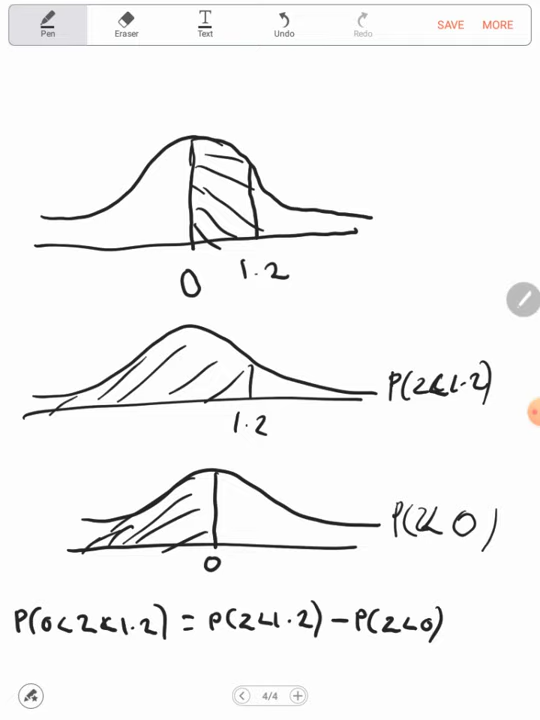 Pen Eraser Text Undo Redo SAVE MORE
0 1.2
P(Z<1.2)
1.2
P(Z<0)
0
P(0<Z<1.2) = P(Z<1.2) - P(Z<0)
4/4